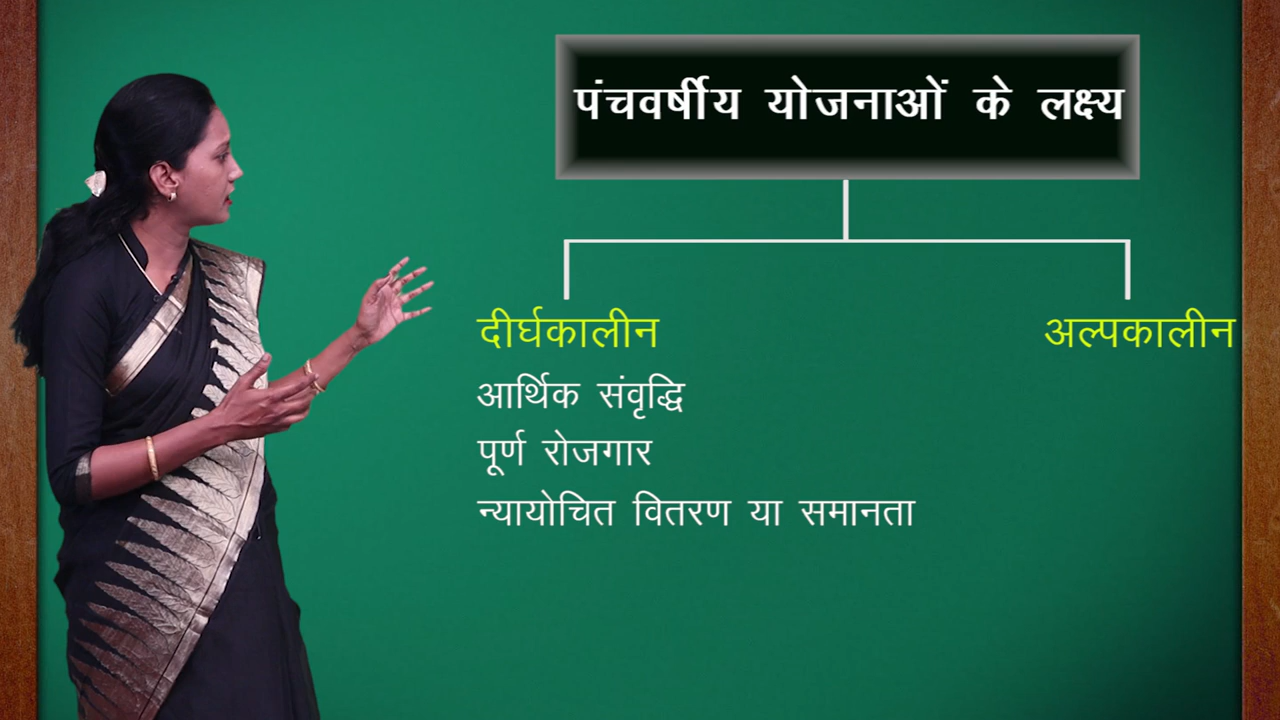 पंचवर्षीय योजनाओं के लक्ष्य
दीर्घकालीन
अल्पकालीन
आर्थिक संवृद्धि
पूर्ण रोजगार
न्यायोचित वितरण या समानता